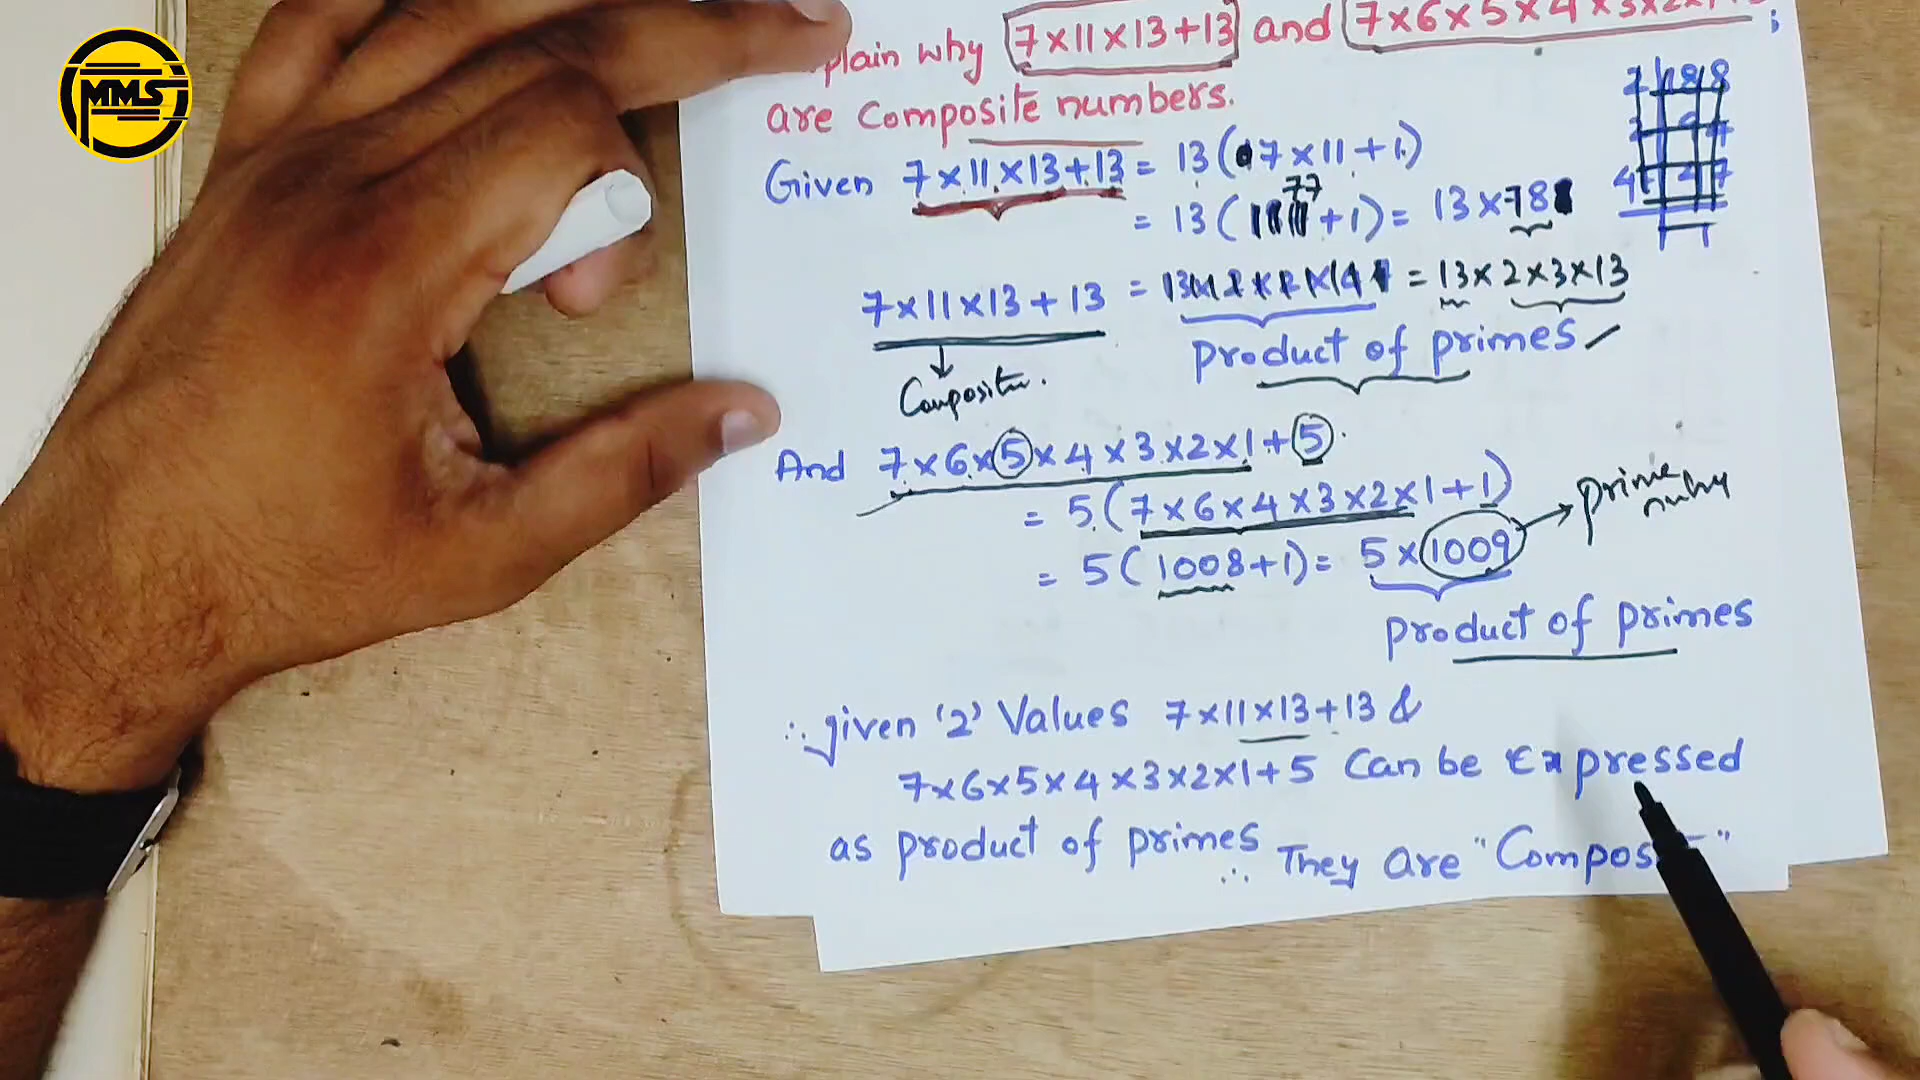 MMS
plain why 7×11×13+13 and 7×6×5×4×3×2×1+5
are Composite numbers.
Given 7×11×13+13 = 13(7×11+1)
77
= 13( +1) = 13×78
7×11×13+13 = = 13×2×3×13
product of primes
Composite.
And 7×6×5×4×3×2×1+5
= 5(7×6×4×3×2×1+1)
prime
= 5(1008+1) = 5×1009
product of primes
∴ given '2' Values 7×11×13+13 &
7×6×5×4×3×2×1+5 Can be Expressed
as product of primes ∴ They are "Compos "